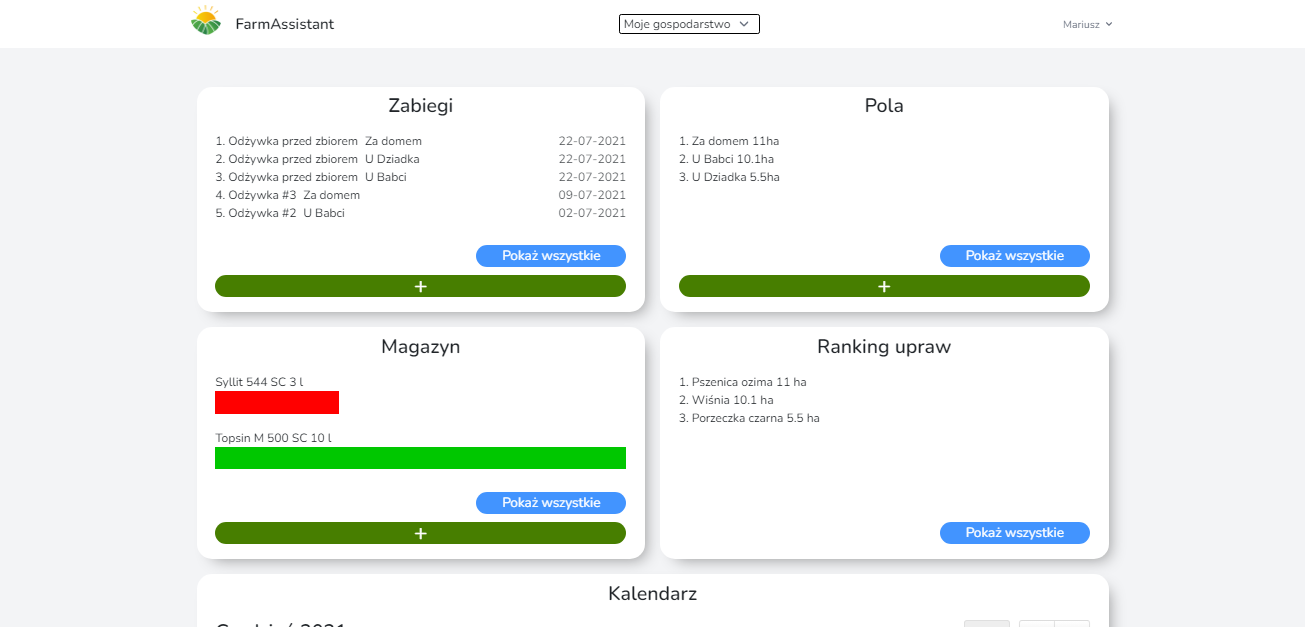 FarmAssistant
Moje gospodarstwo
Mariusz
Zabiegi
1. Odżywka przed zbiorem Za domem 22-07-2021
2. Odżywka przed zbiorem U Dziadka 22-07-2021
3. Odżywka przed zbiorem U Babci 22-07-2021
4. Odżywka #3 Za domem 09-07-2021
5. Odżywka #2 U Babci 02-07-2021
Pokaż wszystkie
+
Pola
1. Za domem 11ha
2. U Babci 10.1ha
3. U Dziadka 5.5ha
Pokaż wszystkie
+
Magazyn
Syllit 544 SC 3 l
Topsin M 500 SC 10 l
Pokaż wszystkie
+
Ranking upraw
1. Pszenica ozima 11 ha
2. Wiśnia 10.1 ha
3. Porzeczka czarna 5.5 ha
Pokaż wszystkie
Kalendarz
Grudzień 2021